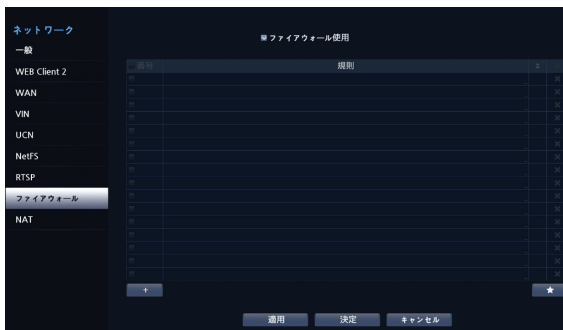 ネットワーク
一般
WEB Client 2
WAN
VIN
UCN
NetFS
RTSP
ファイアウォール
NAT
ファイアウォール使用
番号 規則
+ ★
適用 決定 キャンセル